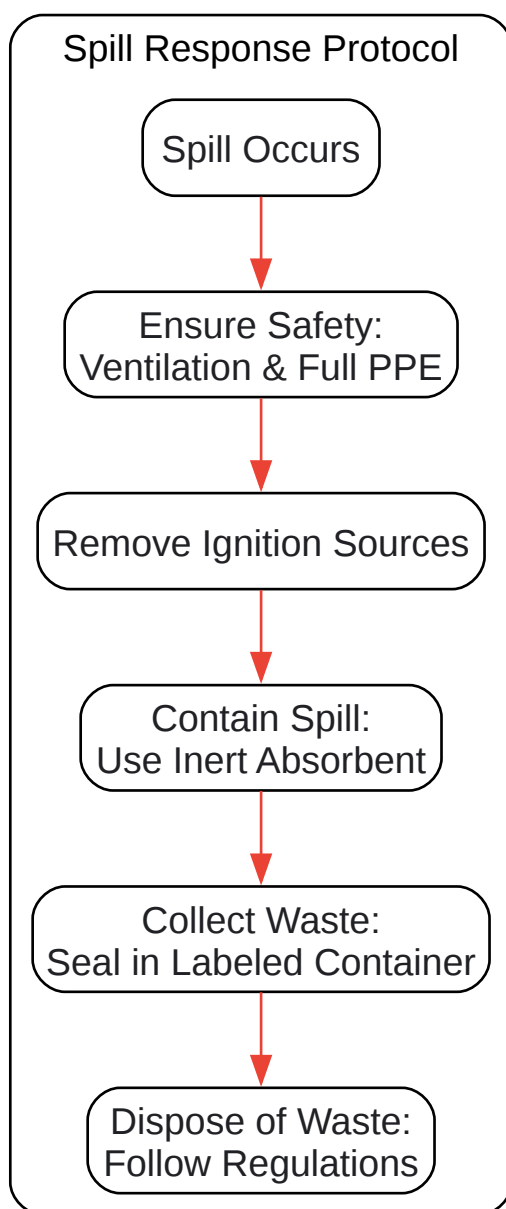 Spill Response Protocol
Spill Occurs
Ensure Safety:
Ventilation & Full PPE
Remove Ignition Sources
Contain Spill:
Use Inert Absorbent
Collect Waste:
Seal in Labeled Container
Dispose of Waste:
Follow Regulations